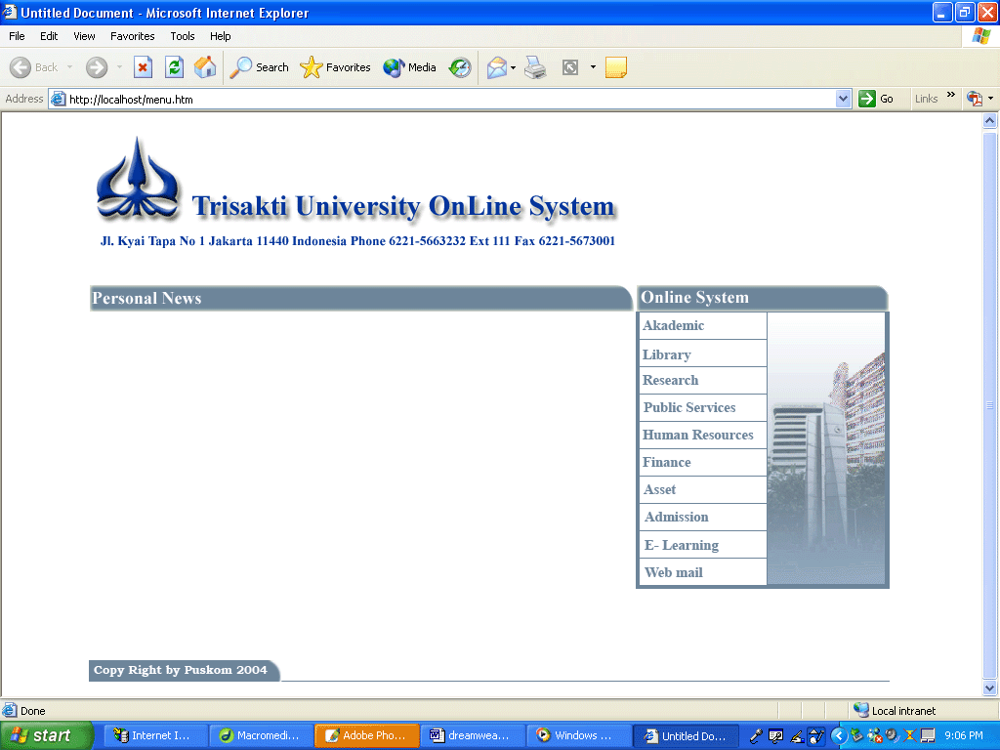 Untitled Document - Microsoft Internet Explorer
File Edit View Favorites Tools Help
Back Search Favorites Media
Address http://localhost/menu.htm Go Links »
Trisakti University OnLine System
Jl. Kyai Tapa No 1 Jakarta 11440 Indonesia Phone 6221-5663232 Ext 111 Fax 6221-5673001
Personal News
Online System
Akademic
Library
Research
Public Services
Human Resources
Finance
Asset
Admission
E- Learning
Web mail
Copy Right by Puskom 2004
Done Local intranet
start Internet I... Macromedi... Adobe Pho... dreamwea... Windows ... Untitled Do... 9:06 PM